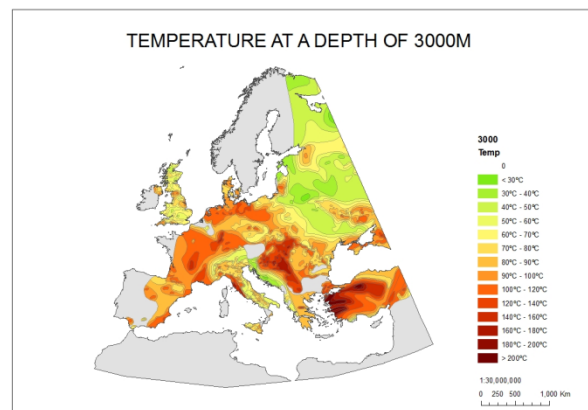 TEMPERATURE AT A DEPTH OF 3000M
3000
Temp
0
< 30ºC
30ºC - 40ºC
40ºC - 50ºC
50ºC - 60ºC
60ºC - 70ºC
70ºC - 80ºC
80ºC - 90ºC
90ºC - 100ºC
100ºC - 120ºC
120ºC - 140ºC
140ºC - 160ºC
160ºC - 180ºC
180ºC - 200ºC
> 200ºC
1:30,000,000
0 250 500 1,000 Km